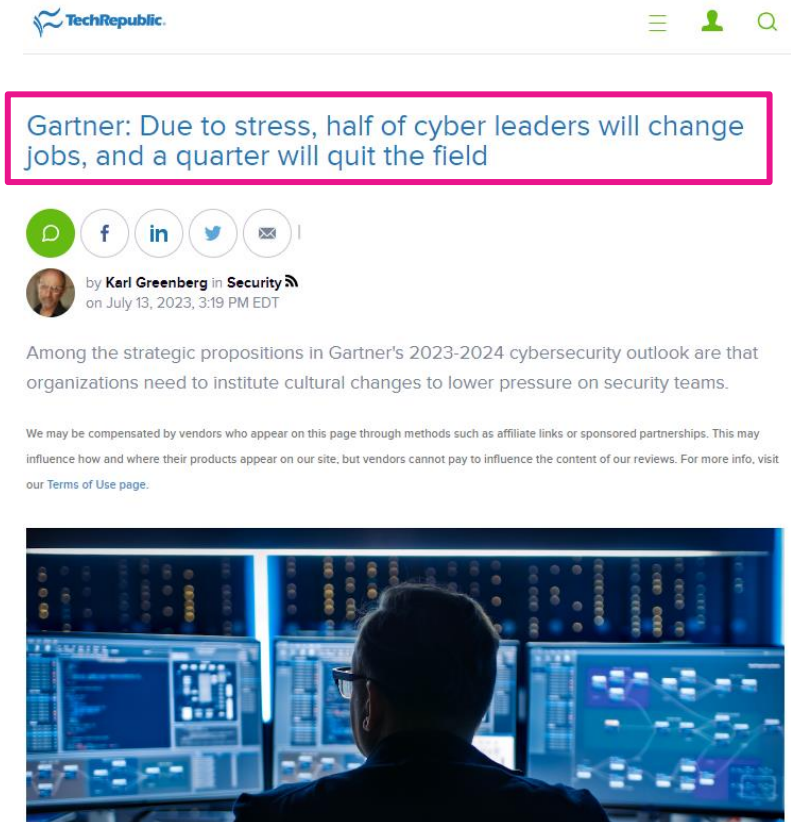 TechRepublic.
Gartner: Due to stress, half of cyber leaders will change
jobs, and a quarter will quit the field
f
in
by Karl Greenberg in Security
on July 13, 2023, 3:19 PM EDT
Among the strategic propositions in Gartner's 2023-2024 cybersecurity outlook are that
organizations need to institute cultural changes to lower pressure on security teams.
We may be compensated by vendors who appear on this page through methods such as affiliate links or sponsored partnerships. This may
influence how and where their products appear on our site, but vendors cannot pay to influence the content of our reviews. For more info, visit
our Terms of Use page.